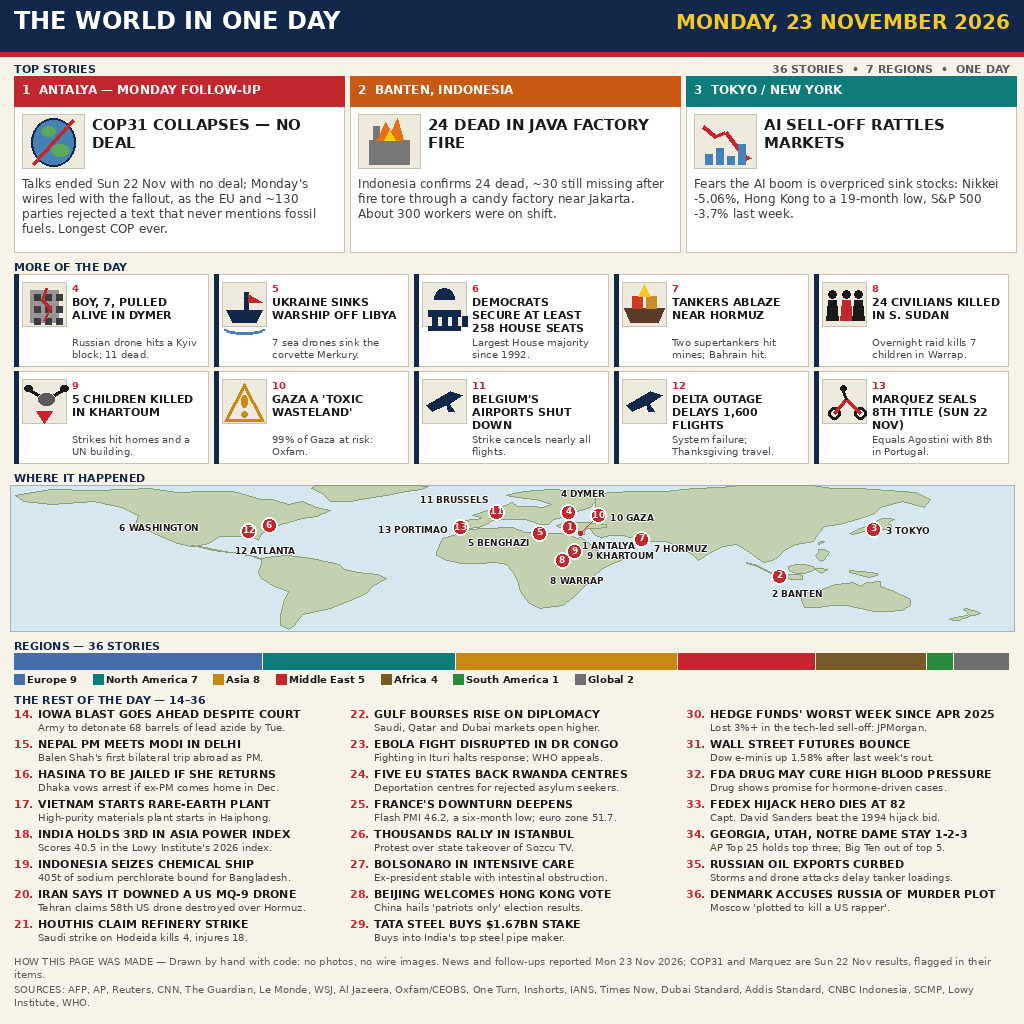 THE WORLD IN ONE DAY
MONDAY, 23 NOVEMBER 2026
TOP STORIES
36 STORIES • 7 REGIONS • ONE DAY
1 ANTALYA — MONDAY FOLLOW-UP
COP31 COLLAPSES — NO
DEAL
Talks ended Sun 22 Nov with no deal; Monday's
wires led with the fallout, as the EU and ~130
parties rejected a text that never mentions fossil
fuels. Longest COP ever.
2 BANTEN, INDONESIA
24 DEAD IN JAVA FACTORY
FIRE
Indonesia confirms 24 dead, ~30 still missing after
fire tore through a candy factory near Jakarta.
About 300 workers were on shift.
3 TOKYO / NEW YORK
AI SELL-OFF RATTLES
MARKETS
Fears the AI boom is overpriced sink stocks: Nikkei
-5.06%, Hong Kong to a 19-month low, S&P 500
-3.7% last week.
MORE OF THE DAY
4
BOY, 7, PULLED
ALIVE IN DYMER
Russian drone hits a Kyiv
block; 11 dead.
5
UKRAINE SINKS
WARSHIP OFF LIBYA
7 sea drones sink the
corvette Merkury.
6
DEMOCRATS
SECURE AT LEAST
258 HOUSE SEATS
Largest House majority
since 1992.
7
TANKERS ABLAZE
NEAR HORMUZ
Two supertankers hit
mines; Bahrain hit.
8
24 CIVILIANS KILLED
IN S. SUDAN
Overnight raid kills 7
children in Warrap.
9
5 CHILDREN KILLED
IN KHARTOUM
Strikes hit homes and a
UN building.
10
GAZA A 'TOXIC
WASTELAND'
99% of Gaza at risk:
Oxfam.
11
BELGIUM'S
AIRPORTS SHUT
DOWN
Strike cancels nearly all
flights.
12
DELTA OUTAGE
DELAYS 1,600
FLIGHTS
System failure;
Thanksgiving travel.
13
MARQUEZ SEALS
8TH TITLE (SUN 22
NOV)
Equals Agostini with 8th
in Portugal.
WHERE IT HAPPENED
6 WASHINGTON
12
6
12 ATLANTA
11 BRUSSELS
11
13 PORTIMAO
13
4 DYMER
4
10
10 GAZA
5 BENGHAZI
5
1
1 ANTALYA
9
9 KHARTOUM
7
7 HORMUZ
8
8 WARRAP
3
3 TOKYO
2
2 BANTEN
REGIONS — 36 STORIES
Europe 9
North America 7
Asia 8
Middle East 5
Africa 4
South America 1
Global 2
THE REST OF THE DAY — 14-36
14. IOWA BLAST GOES AHEAD DESPITE COURT
Army to detonate 68 barrels of lead azide by Tue.
15. NEPAL PM MEETS MODI IN DELHI
Balen Shah's first bilateral trip abroad as PM.
16. HASINA TO BE JAILED IF SHE RETURNS
Dhaka vows arrest if ex-PM comes home in Dec.
17. VIETNAM STARTS RARE-EARTH PLANT
High-purity materials plant starts in Haiphong.
18. INDIA HOLDS 3RD IN ASIA POWER INDEX
Scores 40.5 in the Lowy Institute's 2026 index.
19. INDONESIA SEIZES CHEMICAL SHIP
405t of sodium perchlorate bound for Bangladesh.
20. IRAN SAYS IT DOWNED A US MQ-9 DRONE
Tehran claims 58th US drone destroyed over Hormuz.
21. HOUTHIS CLAIM REFINERY STRIKE
Saudi strike on Hodeida kills 4, injures 18.
22. GULF BOURSES RISE ON DIPLOMACY
Saudi, Qatar and Dubai markets open higher.
23. EBOLA FIGHT DISRUPTED IN DR CONGO
Fighting in Ituri halts response; WHO appeals.
24. FIVE EU STATES BACK RWANDA CENTRES
Deportation centres for rejected asylum seekers.
25. FRANCE'S DOWNTURN DEEPENS
Flash PMI 46.2, a six-month low; euro zone 51.7.
26. THOUSANDS RALLY IN ISTANBUL
Protest over state takeover of Sozcu TV.
27. BOLSONARO IN INTENSIVE CARE
Ex-president stable with intestinal obstruction.
28. BEIJING WELCOMES HONG KONG VOTE
China hails 'patriots only' election results.
29. TATA STEEL BUYS $1.67BN STAKE
Buys into India's top steel pipe maker.
30. HEDGE FUNDS' WORST WEEK SINCE APR 2025
Lost 3%+ in the tech-led sell-off: JPMorgan.
31. WALL STREET FUTURES BOUNCE
Dow e-minis up 1.58% after last week's rout.
32. FDA DRUG MAY CURE HIGH BLOOD PRESSURE
Drug shows promise for hormone-driven cases.
33. FEDEX HIJACK HERO DIES AT 82
Capt. David Sanders beat the 1994 hijack bid.
34. GEORGIA, UTAH, NOTRE DAME STAY 1-2-3
AP Top 25 holds top three; Big Ten out of top 5.
35. RUSSIAN OIL EXPORTS CURBED
Storms and drone attacks delay tanker loadings.
36. DENMARK ACCUSES RUSSIA OF MURDER PLOT
Moscow 'plotted to kill a US rapper'.
HOW THIS PAGE WAS MADE — Drawn by hand with code: no photos, no wire images. News and follow-ups reported Mon 23 Nov 2026; COP31 and Marquez are Sun 22 Nov results, flagged in their
items.
SOURCES: AFP, AP, Reuters, CNN, The Guardian, Le Monde, WSJ, Al Jazeera, Oxfam/CEOBS, One Turn, Inshorts, IANS, Times Now, Dubai Standard, Addis Standard, CNBC Indonesia, SCMP, Lowy
Institute, WHO.